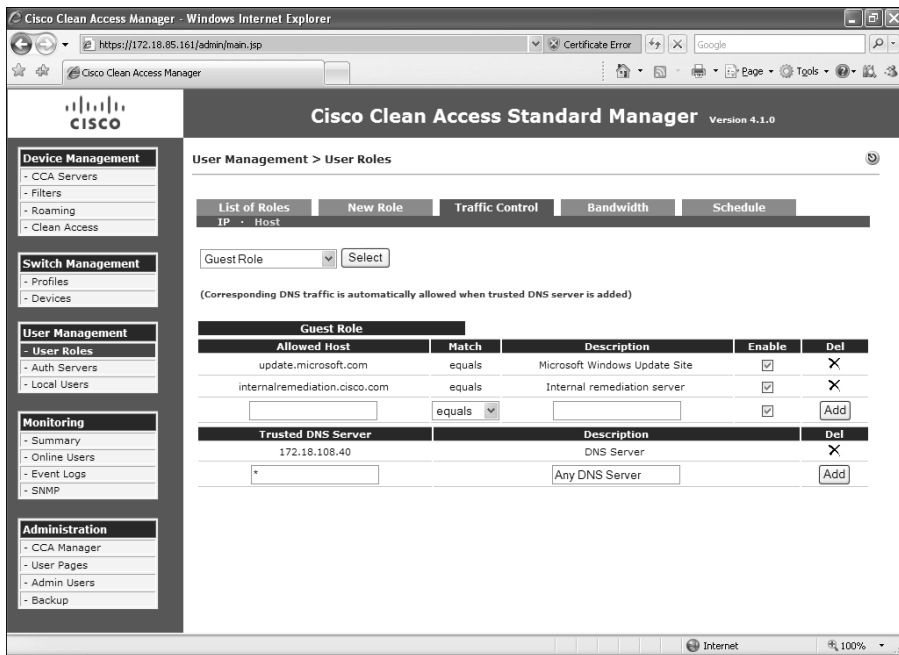 Cisco Clean Access Manager - Windows Internet Explorer
https://172.18.85.161/admin/main.jsp
Certificate Error
Google
Cisco Clean Access Manager
Page
Tools
CISCO
Cisco Clean Access Standard Manager Version 4.1.0
Device Management
- CCA Servers
- Filters
- Roaming
- Clean Access
Switch Management
- Profiles
- Devices
User Management
- User Roles
- Auth Servers
- Local Users
Monitoring
- Summary
- Online Users
- Event Logs
- SNMP
Administration
- CCA Manager
- User Pages
- Admin Users
- Backup
User Management > User Roles
List of Roles New Role Traffic Control Bandwidth Schedule
IP · Host
Guest Role Select
(Corresponding DNS traffic is automatically allowed when trusted DNS server is added)
Guest Role
Allowed Host Match Description Enable Del
update.microsoft.com equals Microsoft Windows Update Site
internalremediation.cisco.com equals Internal remediation server
equals Add
Trusted DNS Server Description Del
172.18.108.40 DNS Server
* Any DNS Server Add
Internet 100%